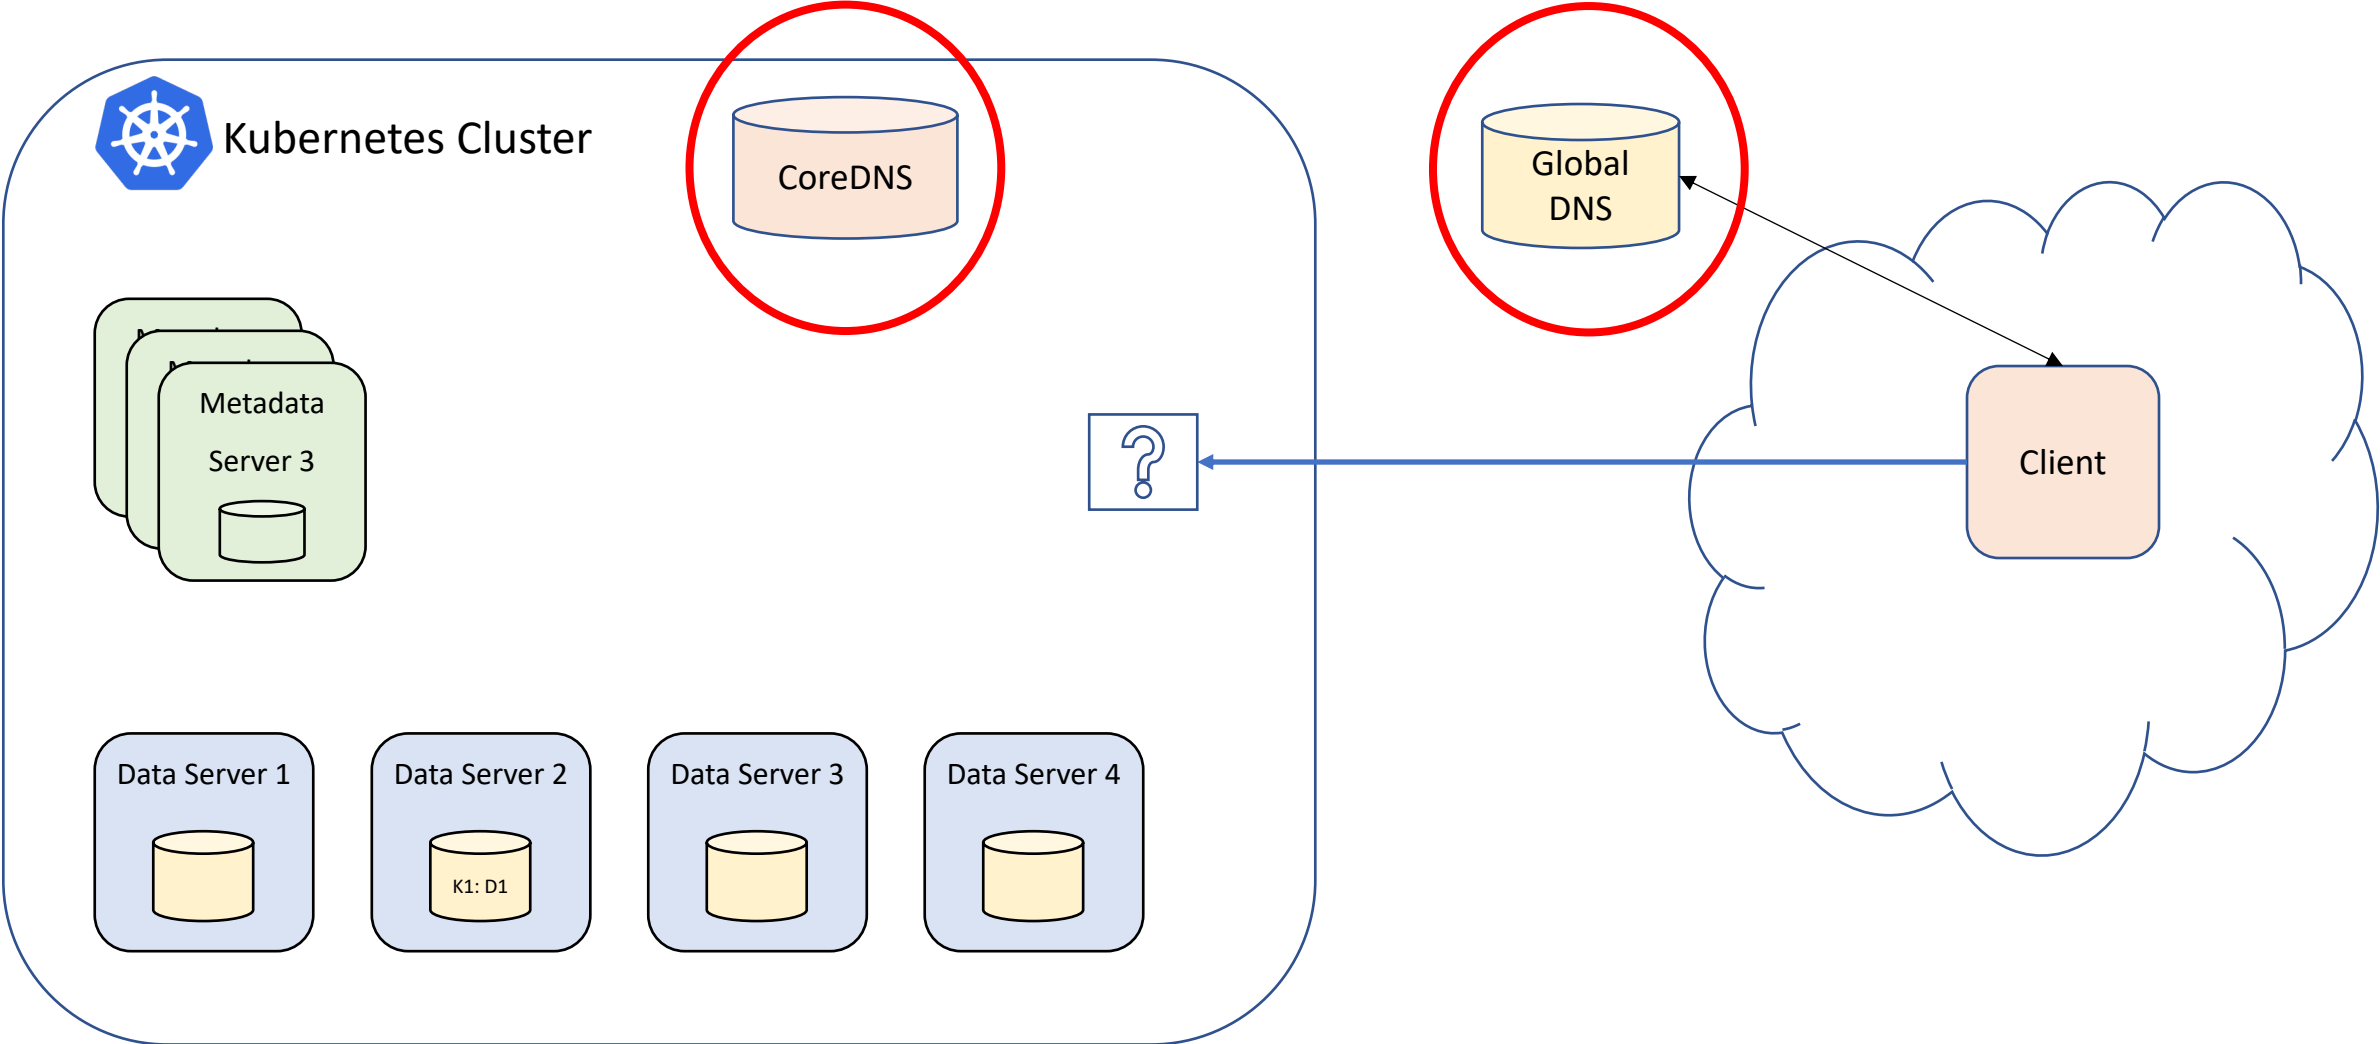 Kubernetes Cluster
CoreDNS
Global
DNS
Metadata
Server 3
Client
Data Server 1
Data Server 2
Data Server 3
Data Server 4
K1: D1